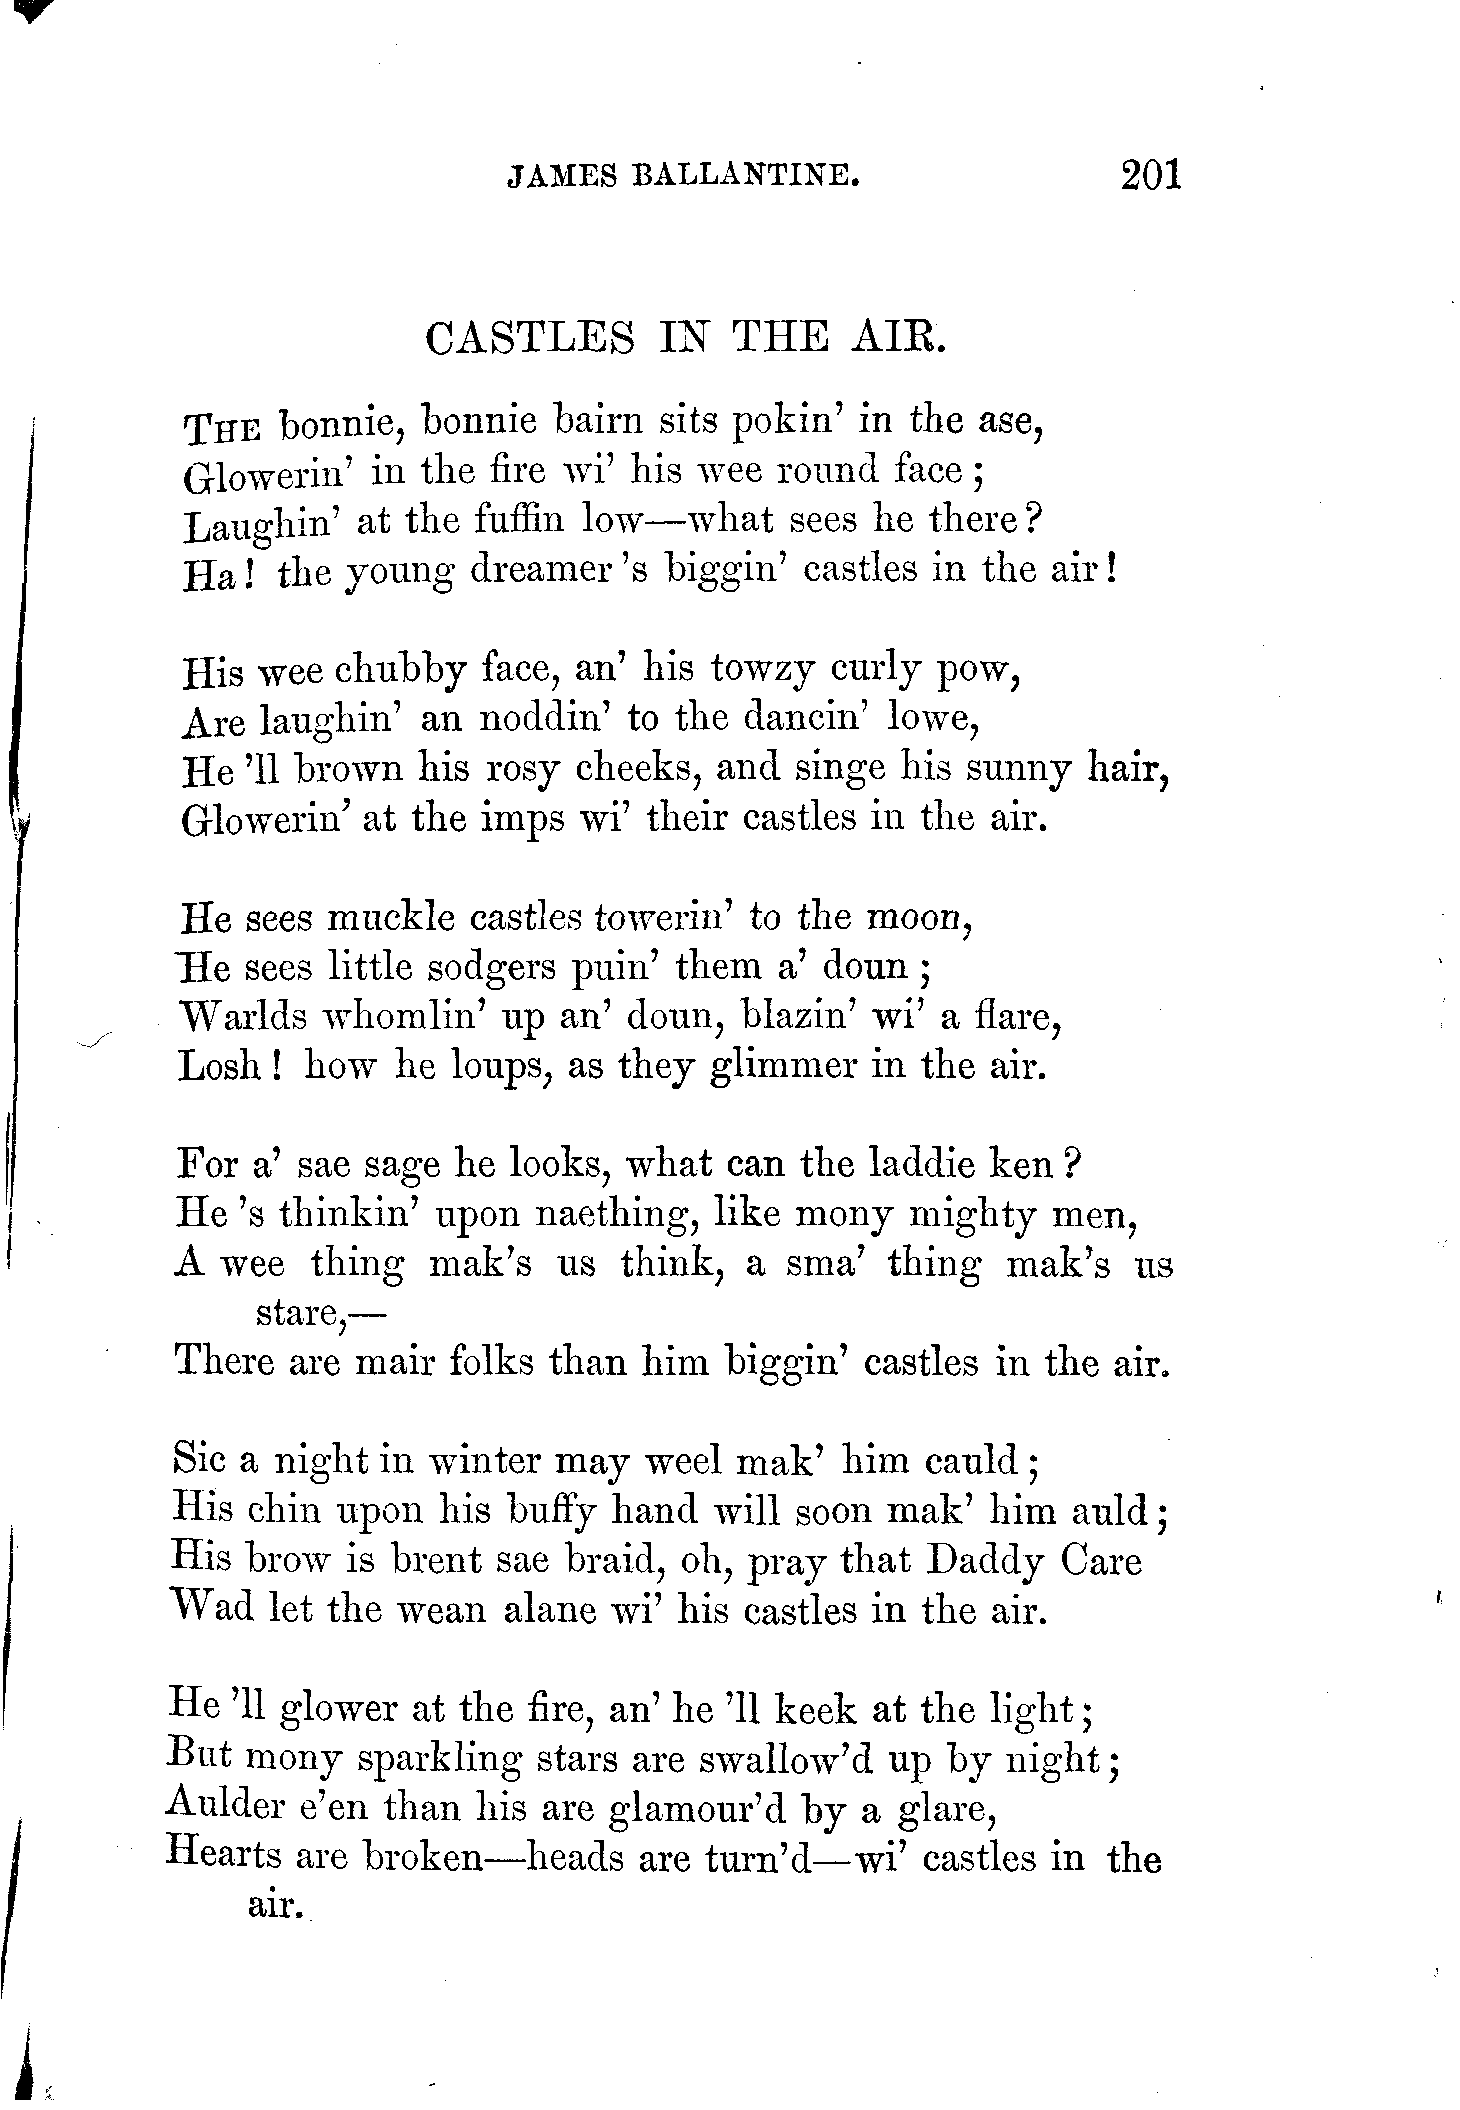 JAMES BALLANTINE. 201
CASTLES IN THE AIR.
THE bonnie, bonnie bairn sits pokin' in the ase,
Glowerin' in the fire wi' his wee round face;
Laughin' at the fuffin low—what sees he there?
Ha! the young dreamer's biggin' castles in the air!
His wee chubby face, an' his towzy curly pow,
Are laughin' an noddin' to the dancin' lowe,
He'll brown his rosy cheeks, and singe his sunny hair,
Glowerin' at the imps wi' their castles in the air.
He sees muckle castles towerin' to the moon,
He sees little sodgers puin' them a' doun;
Warlds whomlin' up an' doun, blazin' wi' a flare,
Losh! how he loups, as they glimmer in the air.
For a' sae sage he looks, what can the laddie ken?
He's thinkin' upon naething, like mony mighty men,
A wee thing mak's us think, a sma' thing mak's us
stare,—
There are mair folks than him biggin' castles in the air.
Sic a night in winter may weel mak' him cauld;
His chin upon his buffy hand will soon mak' him auld;
His brow is brent sae braid, oh, pray that Daddy Care
Wad let the wean alane wi' his castles in the air.
He'll glower at the fire, an' he'll keek at the light;
But mony sparkling stars are swallow'd up by night;
Aulder e'en than his are glamour'd by a glare,
Hearts are broken—heads are turn'd—wi' castles in the
air.